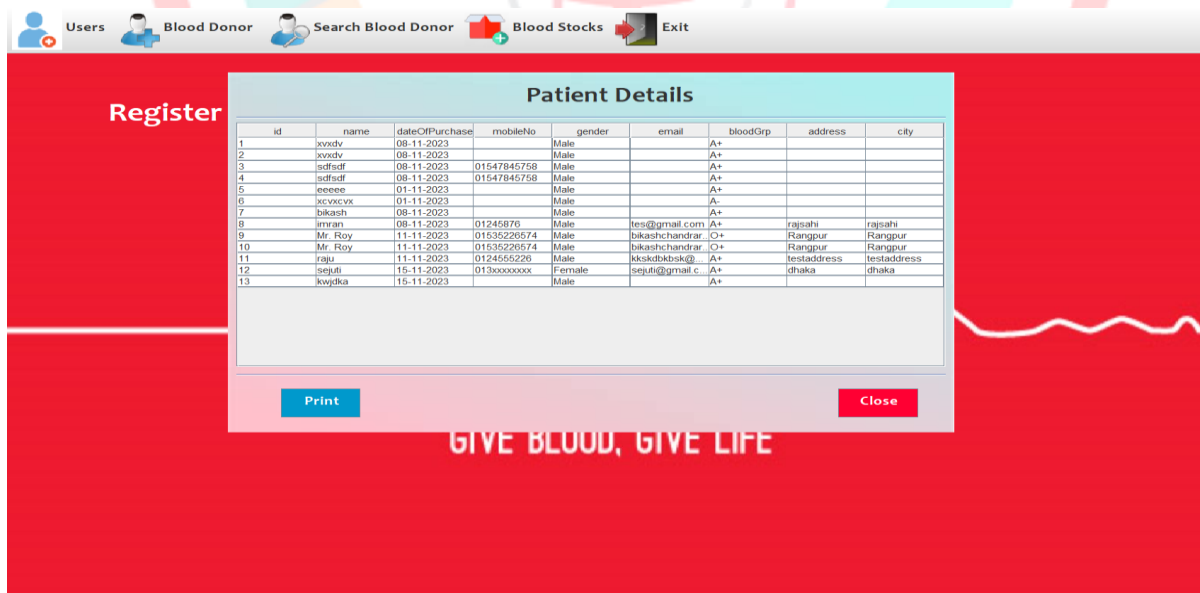 Users Blood Donor Search Blood Donor Blood Stocks Exit
Patient Details
Register
id name dateOfPurchase mobileNo gender email bloodGrp address city
1 xvxdv 08-11-2023 Male A+
2 xvxdv 08-11-2023 Male A+
3 sdfsdf 08-11-2023 01547845758 Male A+
4 sdfsdf 08-11-2023 01547845758 Male A+
5 eeeee 01-11-2023 Male A+
6 xcvxcvx 01-11-2023 Male A-
7 bikash 08-11-2023 Male A+
8 imran 08-11-2023 01245876 Male tes@gmail.com A+ rajsahi rajsahi
9 Mr. Roy 11-11-2023 01535226574 Male bikashchandrar... O+ Rangpur Rangpur
10 Mr. Roy 11-11-2023 01535226574 Male bikashchandrar... O+ Rangpur Rangpur
11 raju 11-11-2023 0124555226 Male kkskdbkbsk@... A+ testaddress testaddress
12 sejuti 15-11-2023 013xxxxxxxx Female sejuti@gmail.c... A+ dhaka dhaka
13 kwjdka 15-11-2023 Male A+
Print Close
GIVE BLOOD, GIVE LIFE